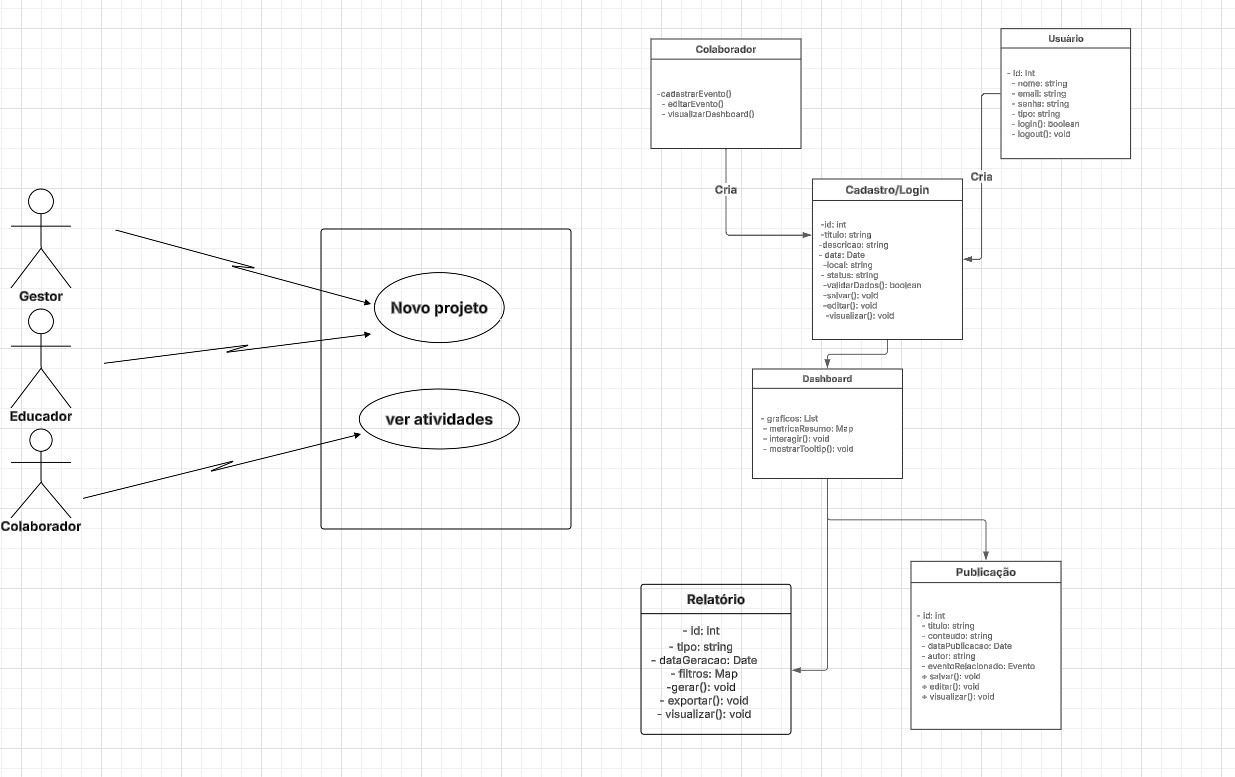 Gestor
Educador
Colaborador
Novo projeto
ver atividades
Colaborador
-cadastrarEvento()
- editarEvento()
- visualizarDashboard()
Usuário
- id: int
- nome: string
- email: string
- senha: string
- tipo: string
- login(): boolean
- logout(): void
Cria
Cria
Cadastro/Login
-id: int
-titulo: string
-descricao: string
- data: Date
-local: string
- status: string
-validarDados(): boolean
-salvar(): void
-editar(): void
-visualizar(): void
Dashboard
- graficos: List
- metricaResumo: Map
- interagir(): void
- mostrarTooltip(): void
Relatório
- id: int
- tipo: string
- dataGeracao: Date
- filtros: Map
-gerar(): void
- exportar(): void
- visualizar(): void
Publicação
- id: int
- titulo: string
- conteudo: string
- dataPublicacao: Date
- autor: string
- eventoRelacionado: Evento
+ salvar(): void
+ editar(): void
+ visualizar(): void